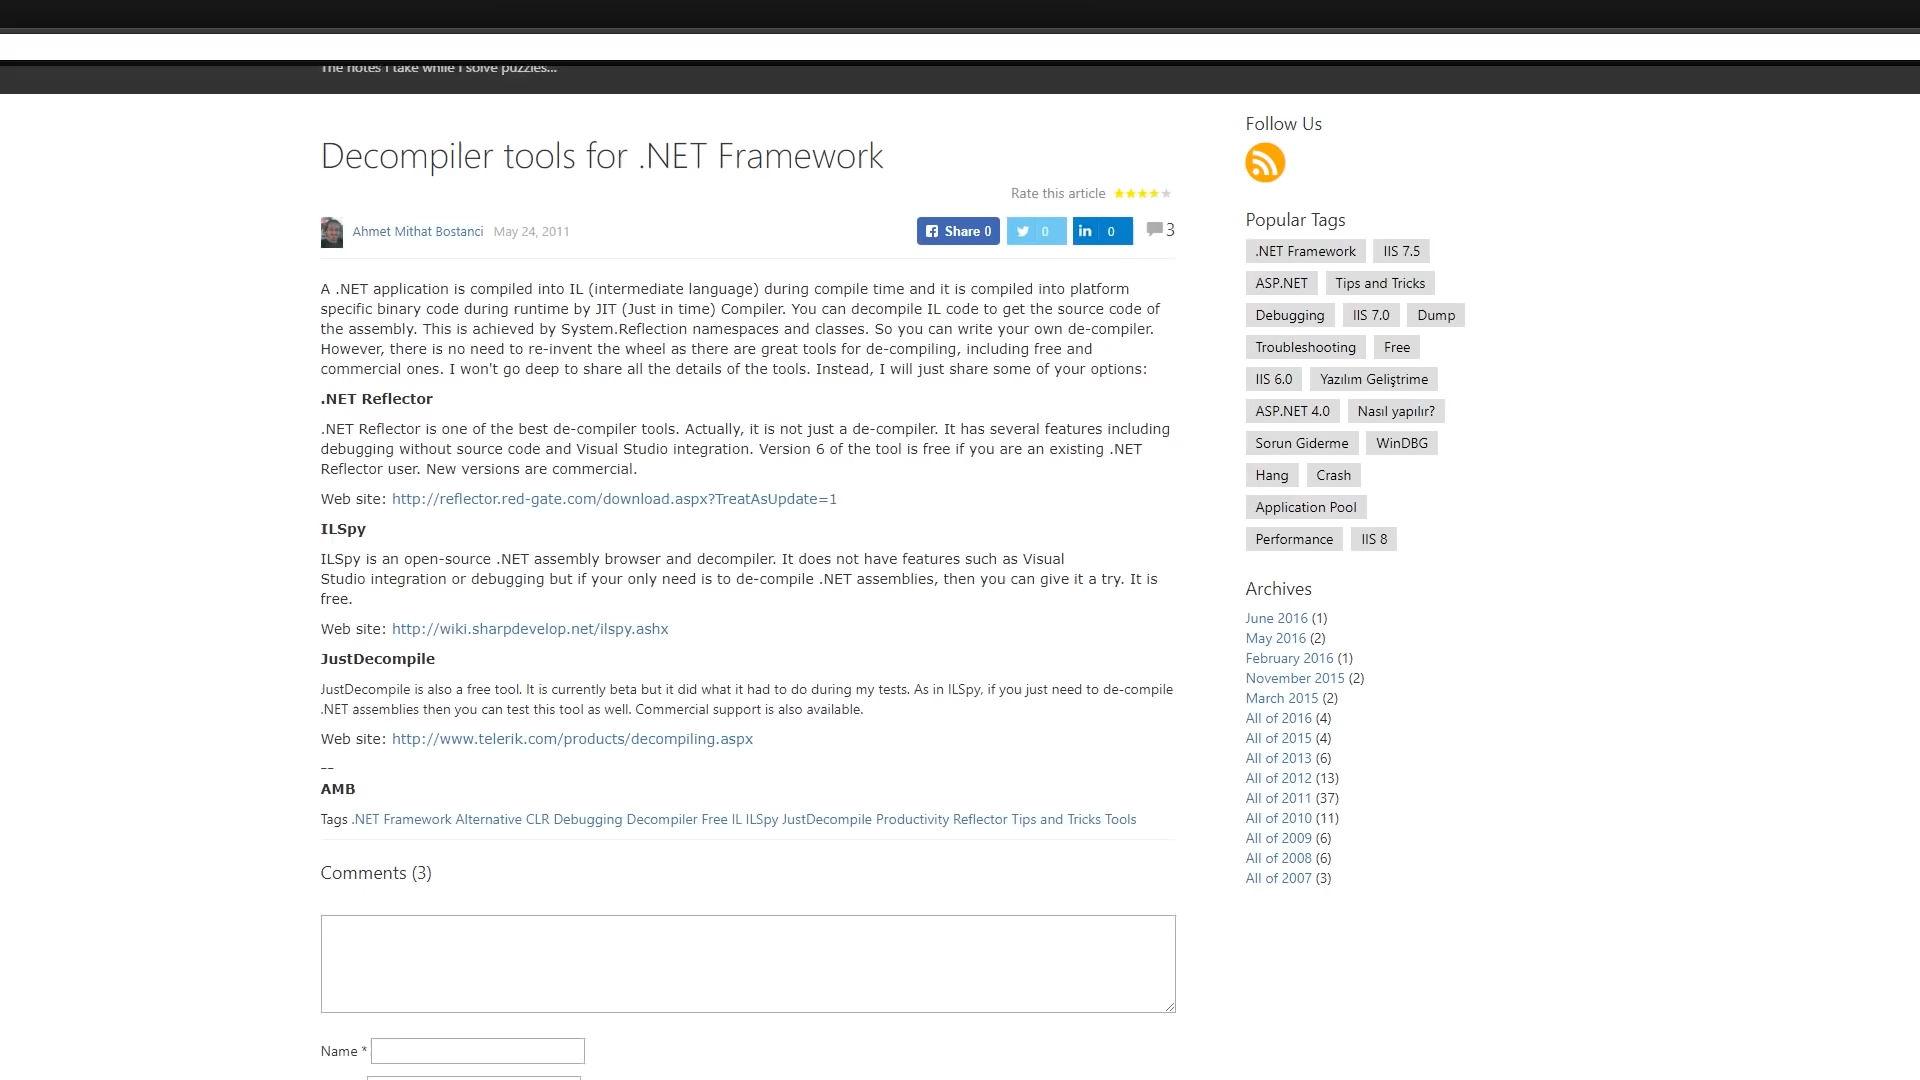 The notes I take while I solve puzzles...
Decompiler tools for .NET Framework
Rate this article
Ahmet Mithat Bostanci May 24, 2011
Share 0
0
in 0
3
A .NET application is compiled into IL (intermediate language) during compile time and it is compiled into platform
specific binary code during runtime by JIT (Just in time) Compiler. You can decompile IL code to get the source code of
the assembly. This is achieved by System.Reflection namespaces and classes. So you can write your own de-compiler.
However, there is no need to re-invent the wheel as there are great tools for de-compiling, including free and
commercial ones. I won't go deep to share all the details of the tools. Instead, I will just share some of your options:
.NET Reflector
.NET Reflector is one of the best de-compiler tools. Actually, it is not just a de-compiler. It has several features including
debugging without source code and Visual Studio integration. Version 6 of the tool is free if you are an existing .NET
Reflector user. New versions are commercial.
Web site: http://reflector.red-gate.com/download.aspx?TreatAsUpdate=1
ILSpy
ILSpy is an open-source .NET assembly browser and decompiler. It does not have features such as Visual
Studio integration or debugging but if your only need is to de-compile .NET assemblies, then you can give it a try. It is
free.
Web site: http://wiki.sharpdevelop.net/ilspy.ashx
JustDecompile
JustDecompile is also a free tool. It is currently beta but it did what it had to do during my tests. As in ILSpy, if you just need to de-compile
.NET assemblies then you can test this tool as well. Commercial support is also available.
Web site: http://www.telerik.com/products/decompiling.aspx
--
AMB
Tags .NET Framework Alternative CLR Debugging Decompiler Free IL ILSpy JustDecompile Productivity Reflector Tips and Tricks Tools
Comments (3)
Name *
Follow Us
Popular Tags
.NET Framework IIS 7.5
ASP.NET Tips and Tricks
Debugging IIS 7.0 Dump
Troubleshooting Free
IIS 6.0 Yazılım Geliştrime
ASP.NET 4.0 Nasıl yapılır?
Sorun Giderme WinDBG
Hang Crash
Application Pool
Performance IIS 8
Archives
June 2016 (1)
May 2016 (2)
February 2016 (1)
November 2015 (2)
March 2015 (2)
All of 2016 (4)
All of 2015 (4)
All of 2013 (6)
All of 2012 (13)
All of 2011 (37)
All of 2010 (11)
All of 2009 (6)
All of 2008 (6)
All of 2007 (3)